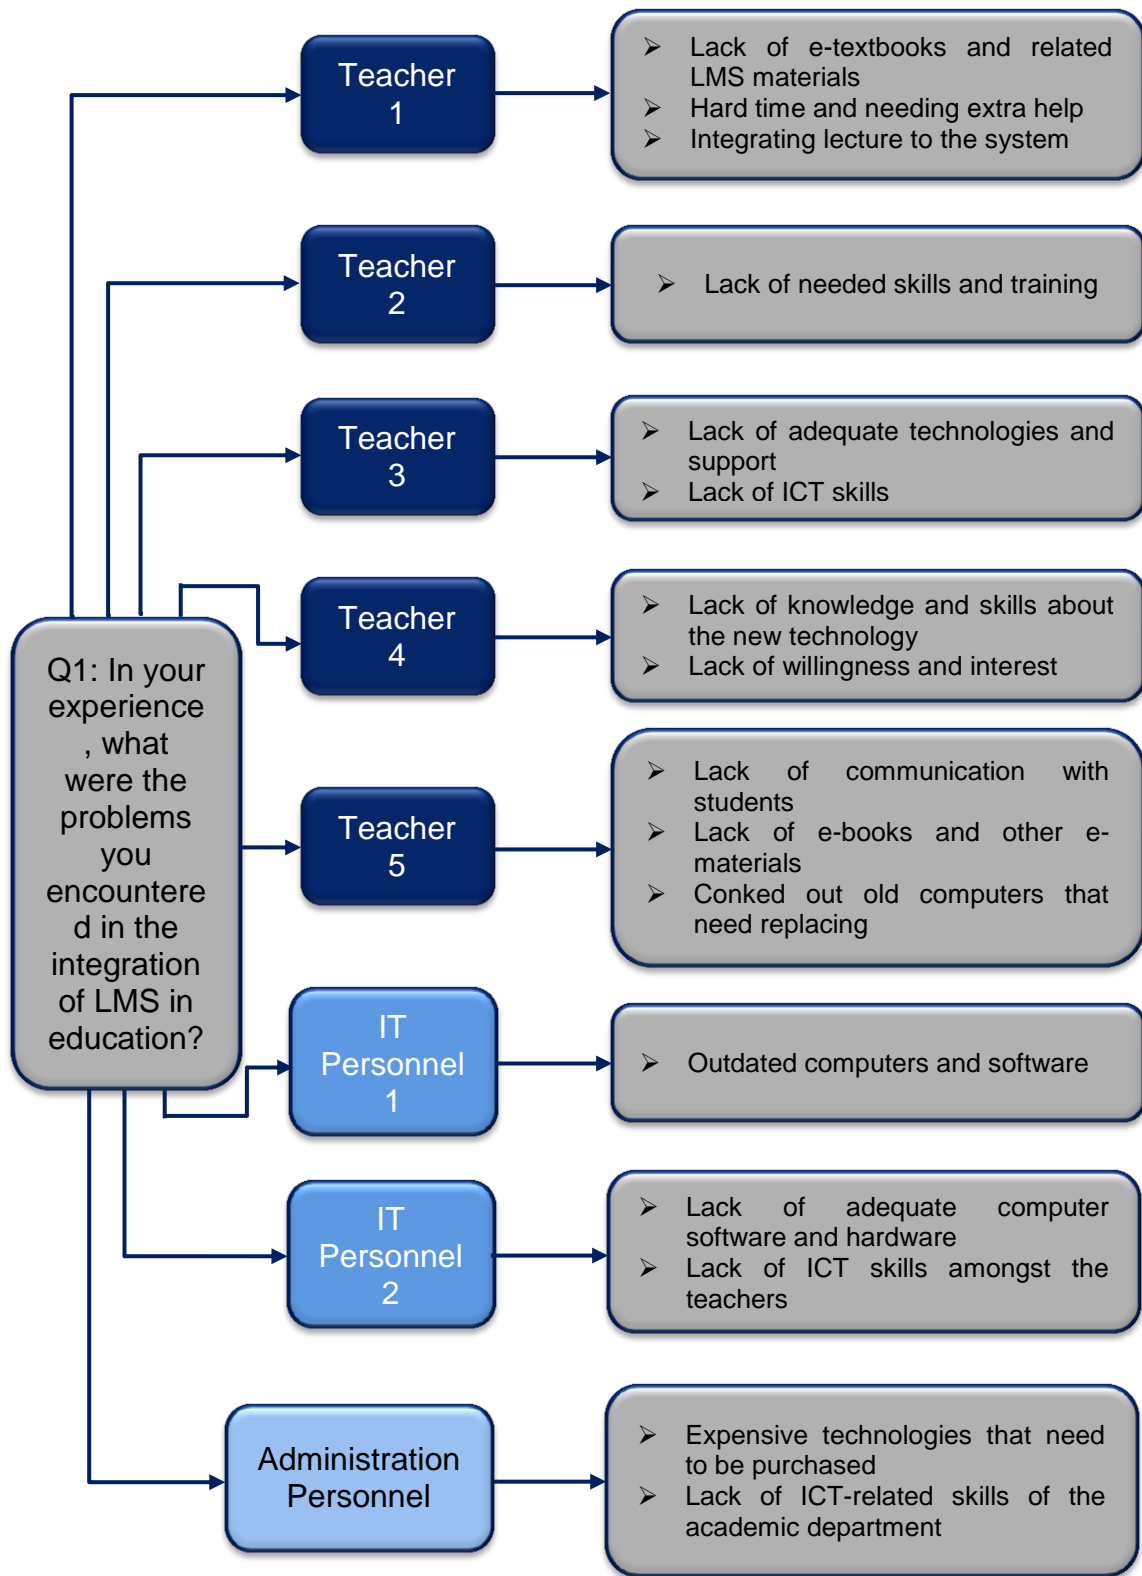 Teacher
1
➢ Lack of e-textbooks and related
LMS materials
➢ Hard time and needing extra help
➢ Integrating lecture to the system
Teacher
2
➢ Lack of needed skills and training
Teacher
3
➢ Lack of adequate technologies and
support
➢ Lack of ICT skills
Teacher
4
➢ Lack of knowledge and skills about
the new technology
➢ Lack of willingness and interest
Q1: In your
experience
, what
were the
problems
you
encountere
d in the
integration
of LMS in
education?
Teacher
5
➢ Lack of communication with
students
➢ Lack of e-books and other e-
materials
➢ Conked out old computers that
need replacing
IT
Personnel
1
➢ Outdated computers and software
IT
Personnel
2
➢ Lack of adequate computer
software and hardware
➢ Lack of ICT skills amongst the
teachers
Administration
Personnel
➢ Expensive technologies that need
to be purchased
➢ Lack of ICT-related skills of the
academic department